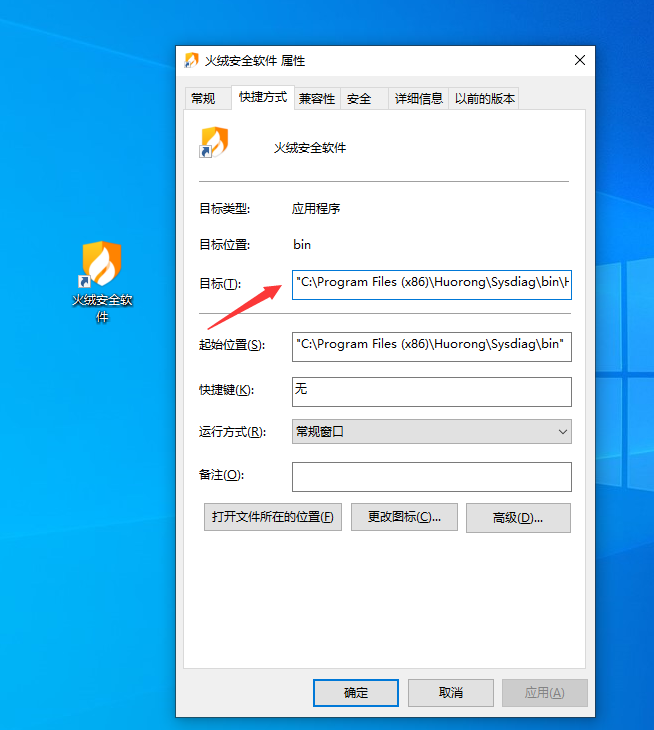 火绒安全软件 属性
常规
快捷方式
兼容性
安全
详细信息
以前的版本
火绒安全软件
目标类型:
应用程序
目标位置:
bin
目标(T):
"C:\Program Files (x86)\Huorong\Sysdiag\bin\H
起始位置(S):
"C:\Program Files (x86)\Huorong\Sysdiag\bin"
快捷键(K):
无
运行方式(R):
常规窗口
备注(O):
打开文件所在的位置(F)
更改图标(C)...
高级(D)...
确定
取消
应用(A)
火绒安全软
件